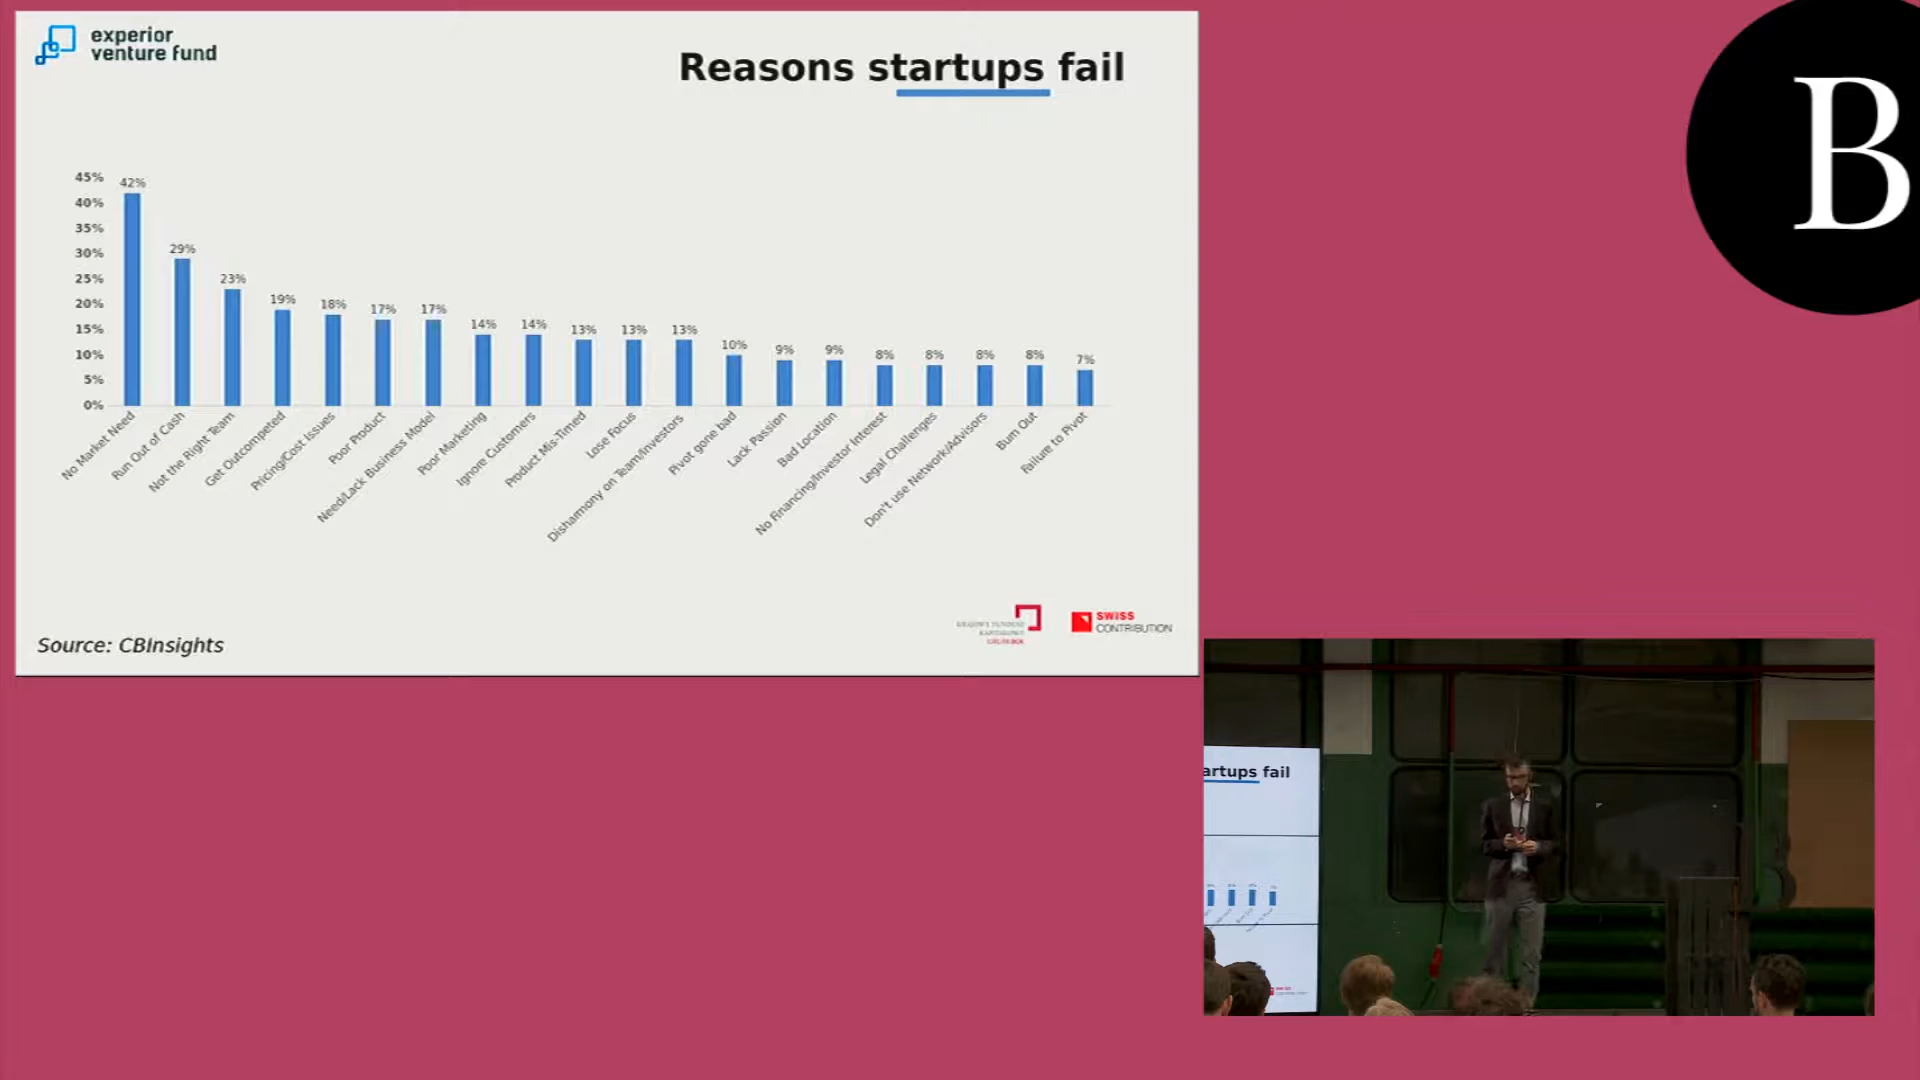 experior
venture fund
Reasons startups fail
45%
40%
35%
30%
25%
20%
15%
10%
5%
0%
42%
29%
23%
19%
18%
17%
17%
14%
14%
13%
13%
13%
10%
9%
9%
8%
8%
8%
8%
7%
No Market Need
Run Out of Cash
Not the Right Team
Get Outcompeted
Pricing/Cost Issues
Poor Product
Need/Lack Business Model
Poor Marketing
Ignore Customers
Product Mis-Timed
Lose Focus
Disharmony on Team/Investors
Pivot gone bad
Lack Passion
Bad Location
No Financing/Investor Interest
Legal Challenges
Don't use Network/Advisors
Burn Out
Failure to Pivot
Source: CBInsights
SWISS
CONTRIBUTION
B
artups fail